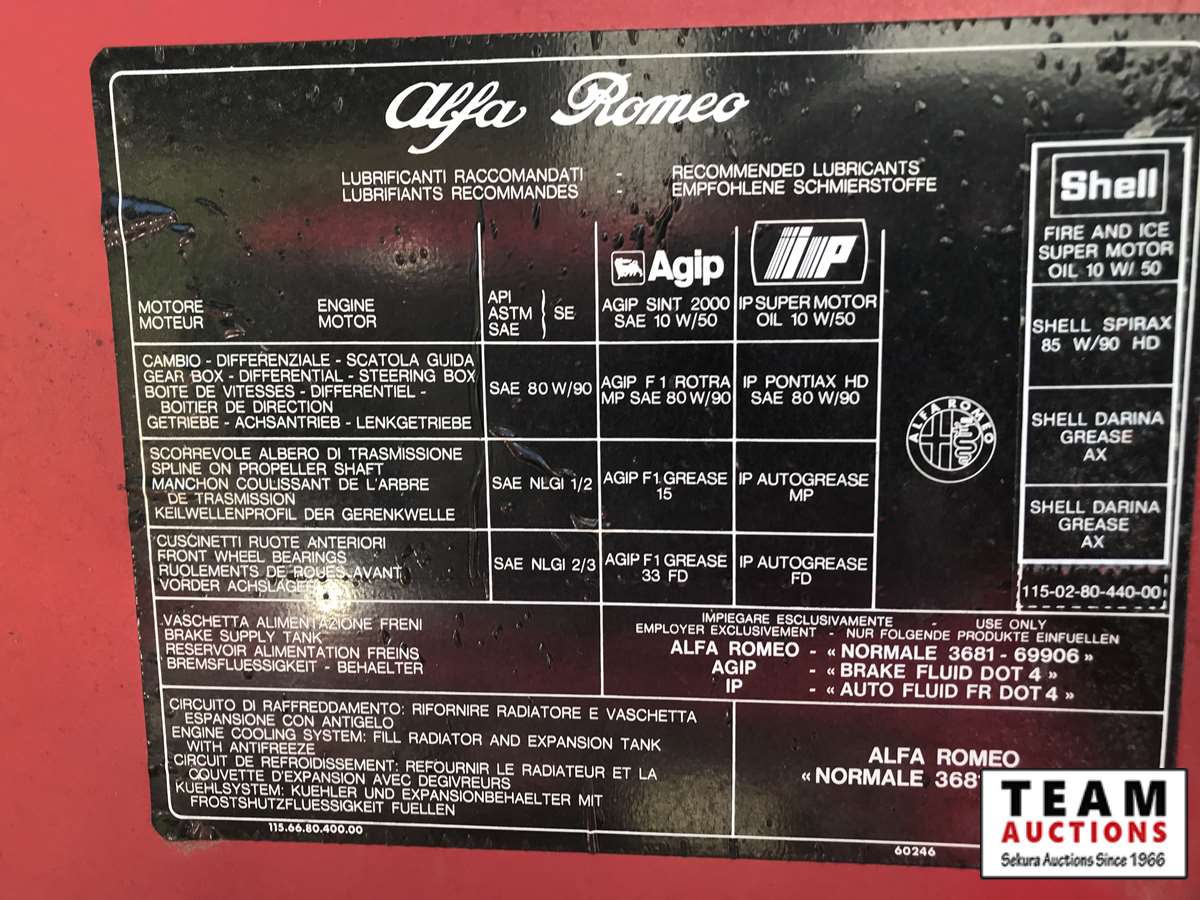 Alfa Romeo
LUBRIFICANTI RACCOMANDATI - RECOMMENDED LUBRICANTS
LUBRIFIANTS RECOMMANDES - EMPFOHLENE SCHMIERSTOFFE
MOTORE ENGINE
MOTEUR MOTOR
API
ASTM } SE
SAE
Agip
AGIP SINT 2000
SAE 10 W/50
IP
IP SUPER MOTOR
OIL 10 W/50
CAMBIO - DIFFERENZIALE - SCATOLA GUIDA
GEAR BOX - DIFFERENTIAL - STEERING BOX
BOITE DE VITESSES - DIFFERENTIEL -
BOITIER DE DIRECTION
GETRIEBE - ACHSANTRIEB - LENKGETRIEBE
SAE 80 W/90
AGIP F1 ROTRA
MP SAE 80 W/90
IP PONTIAX HD
SAE 80 W/90
SCORREVOLE ALBERO DI TRASMISSIONE
SPLINE ON PROPELLER SHAFT
MANCHON COULISSANT DE L'ARBRE
DE TRASMISSION
KEILWELLENPROFIL DER GERENKWELLE
SAE NLGI 1/2
AGIP F1 GREASE
15
IP AUTOGREASE
MP
CUSCINETTI RUOTE ANTERIORI
FRONT WHEEL BEARINGS
RUOLEMENTS DE ROUES AVANT
VORDER ACHSLAGE
SAE NLGI 2/3
AGIP F1 GREASE
33 FD
IP AUTOGREASE
FD
ALFA ROMEO
Shell
FIRE AND ICE
SUPER MOTOR
OIL 10 W/ 50
SHELL SPIRAX
85 W/90 HD
SHELL DARINA
GREASE
AX
SHELL DARINA
GREASE
AX
115-02-80-440-00
VASCHETTA ALIMENTAZIONE FRENI
BRAKE SUPPLY TANK
RESERVOIR ALIMENTATION FREINS
BREMSFLUESSIGKEIT - BEHAELTER
IMPIEGARE ESCLUSIVAMENTE - USE ONLY
EMPLOYER EXCLUSIVEMENT - NUR FOLGENDE PRODUKTE EINFUELLEN
ALFA ROMEO - « NORMALE 3681 - 69906 »
AGIP - « BRAKE FLUID DOT 4 »
IP - « AUTO FLUID FR DOT 4 »
CIRCUITO DI RAFFREDDAMENTO: RIFORNIRE RADIATORE E VASCHETTA
ESPANSIONE CON ANTIGELO
ENGINE COOLING SYSTEM: FILL RADIATOR AND EXPANSION TANK
WITH ANTIFREEZE
CIRCUIT DE REFROIDISSEMENT: REFOURNIR LE RADIATEUR ET LA
COUVETTE D'EXPANSION AVEC DEGIVREURS
KUEHLSYSTEM: KUEHLER UND EXPANSIONBEHAELTER MIT
FROSTSHUTZFLUESSIGKEIT FUELLEN
ALFA ROMEO
« NORMALE 3681
115.66.80.400.00
60246
TEAM
AUCTIONS
Sekura Auctions Since 1966